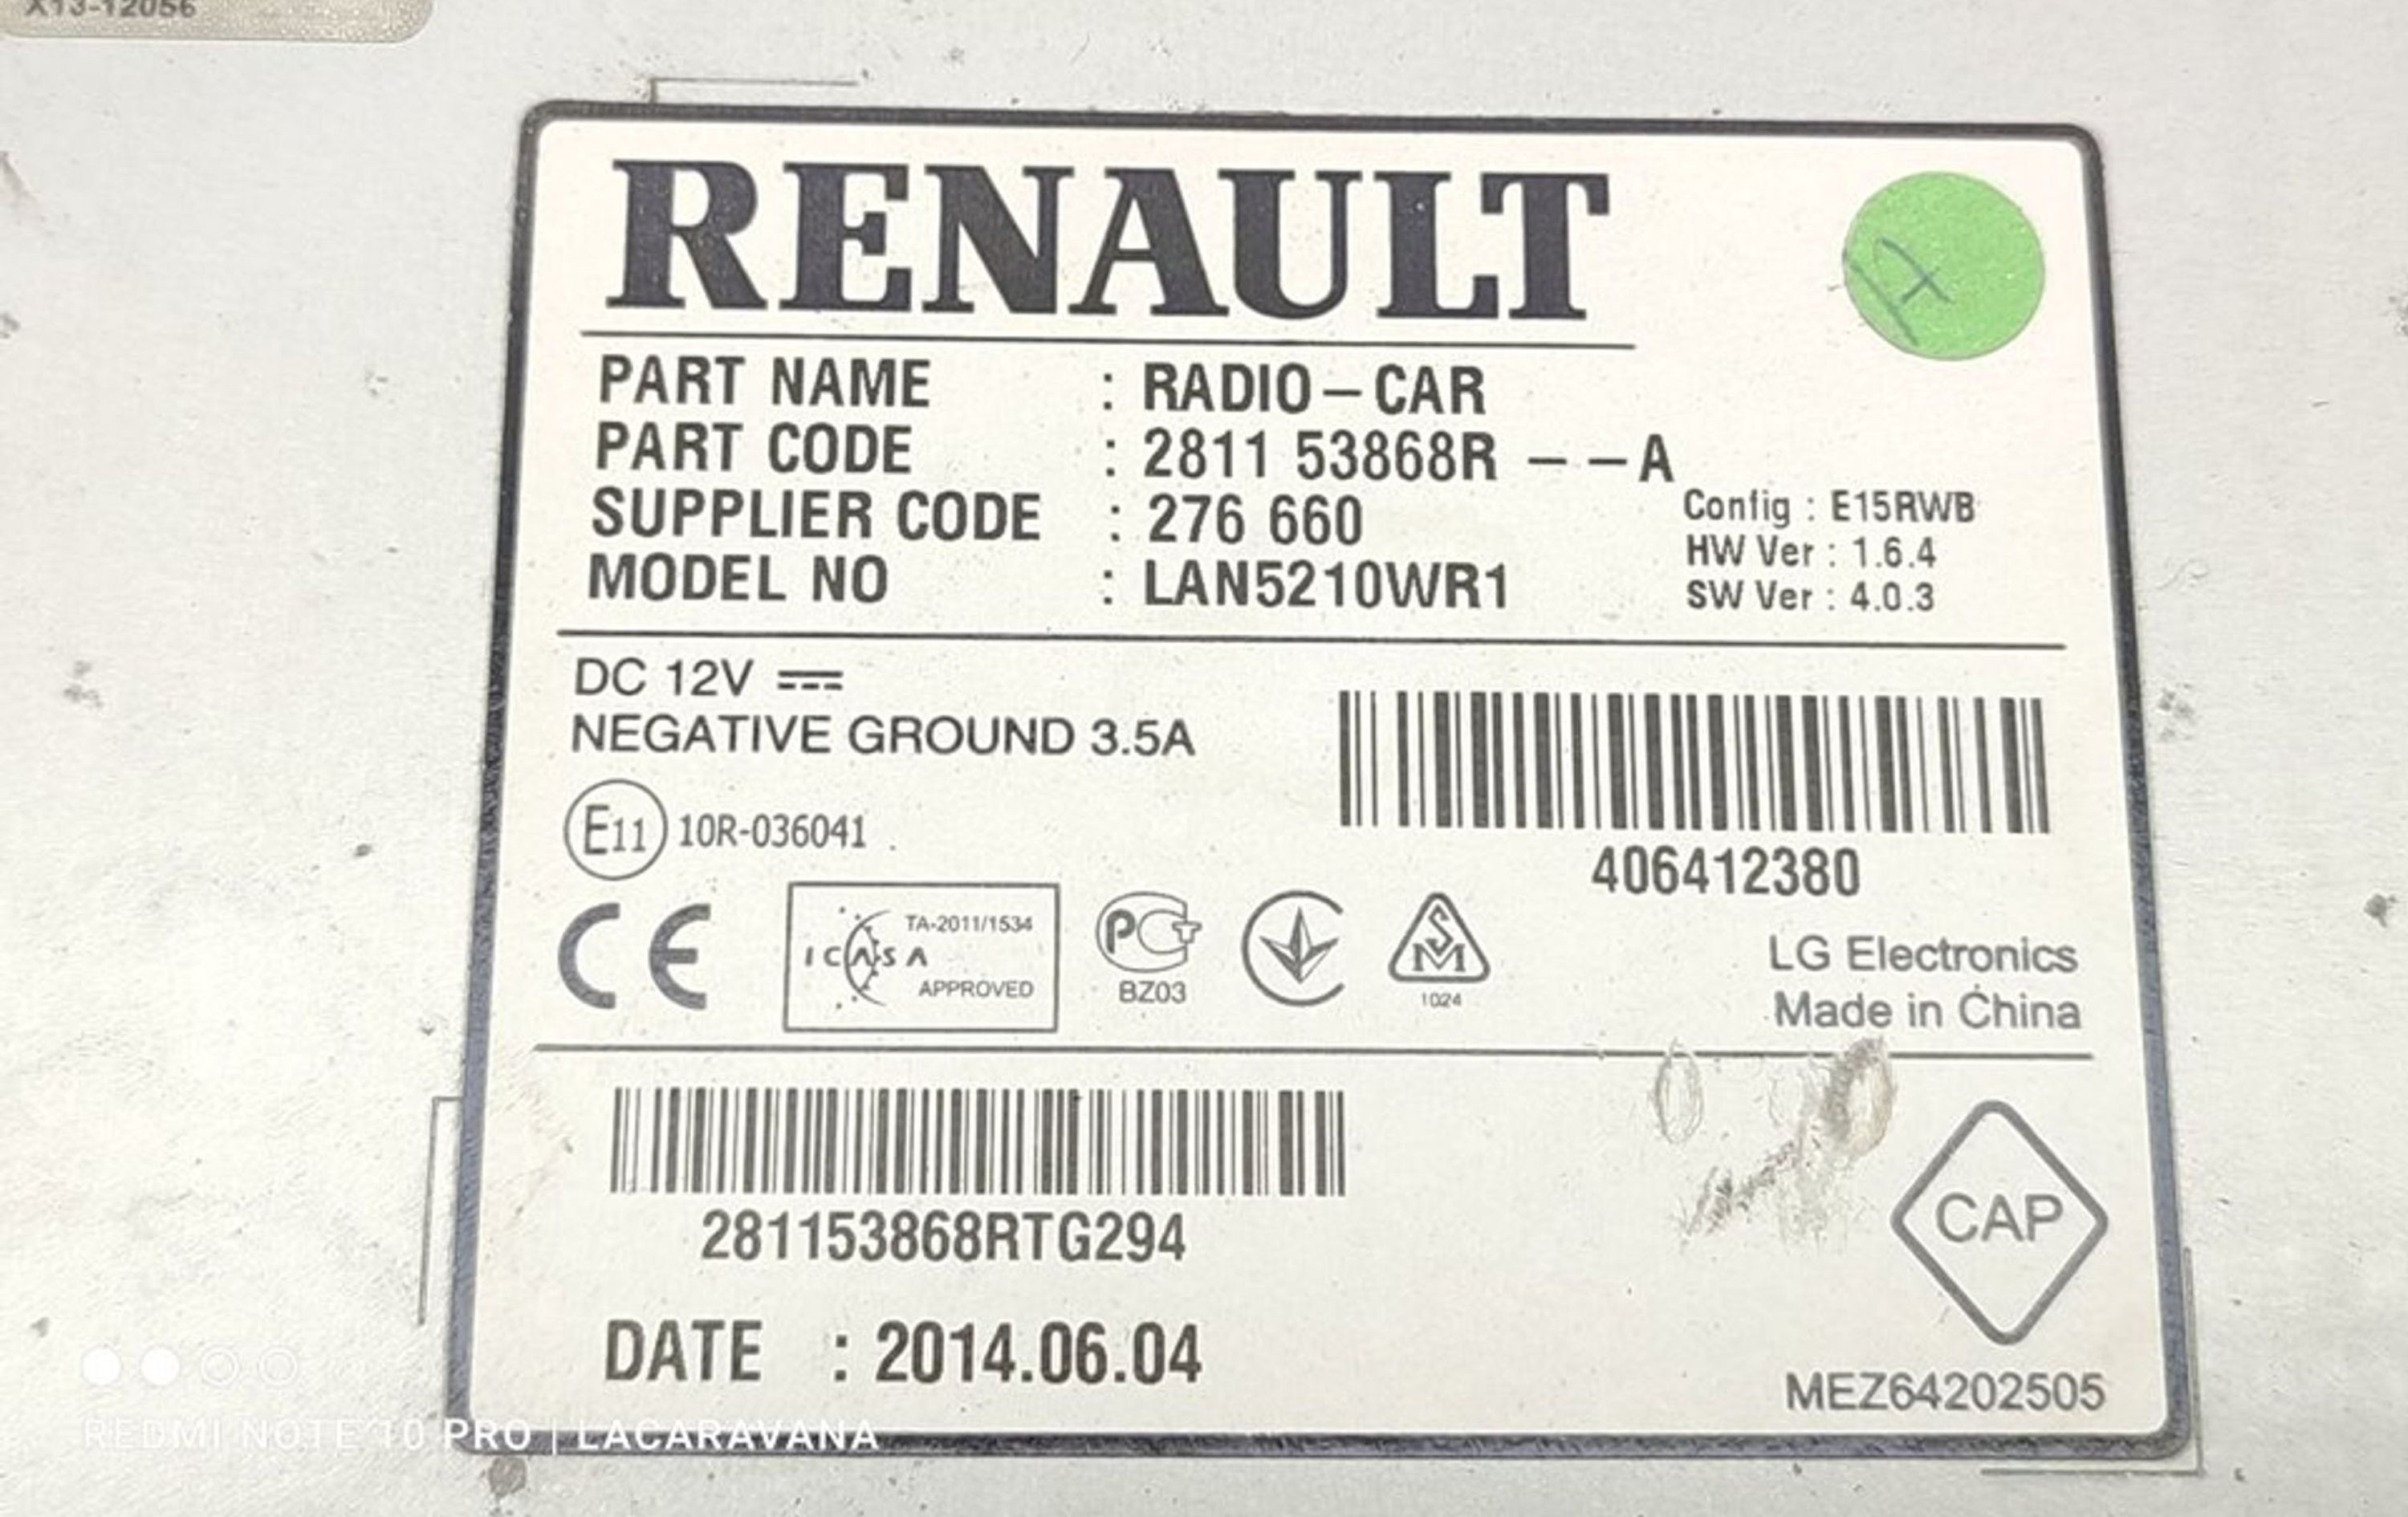 X13-12056
RENAULT
PART NAME : RADIO-CAR
PART CODE : 2811 53868R --A
SUPPLIER CODE : 276 660
MODEL NO : LAN5210WR1
Config : E15RWB
HW Ver : 1.6.4
SW Ver : 4.0.3
DC 12V
NEGATIVE GROUND 3.5A
E11 10R-036041
406412380
CE
TA-2011/1534
ICASA
APPROVED
PCT
BZ03
SM
1024
LG Electronics
Made in China
281153868RTG294
CAP
DATE : 2014.06.04
MEZ64202505
REDMI NOTE 10 PRO | LACARAVANA